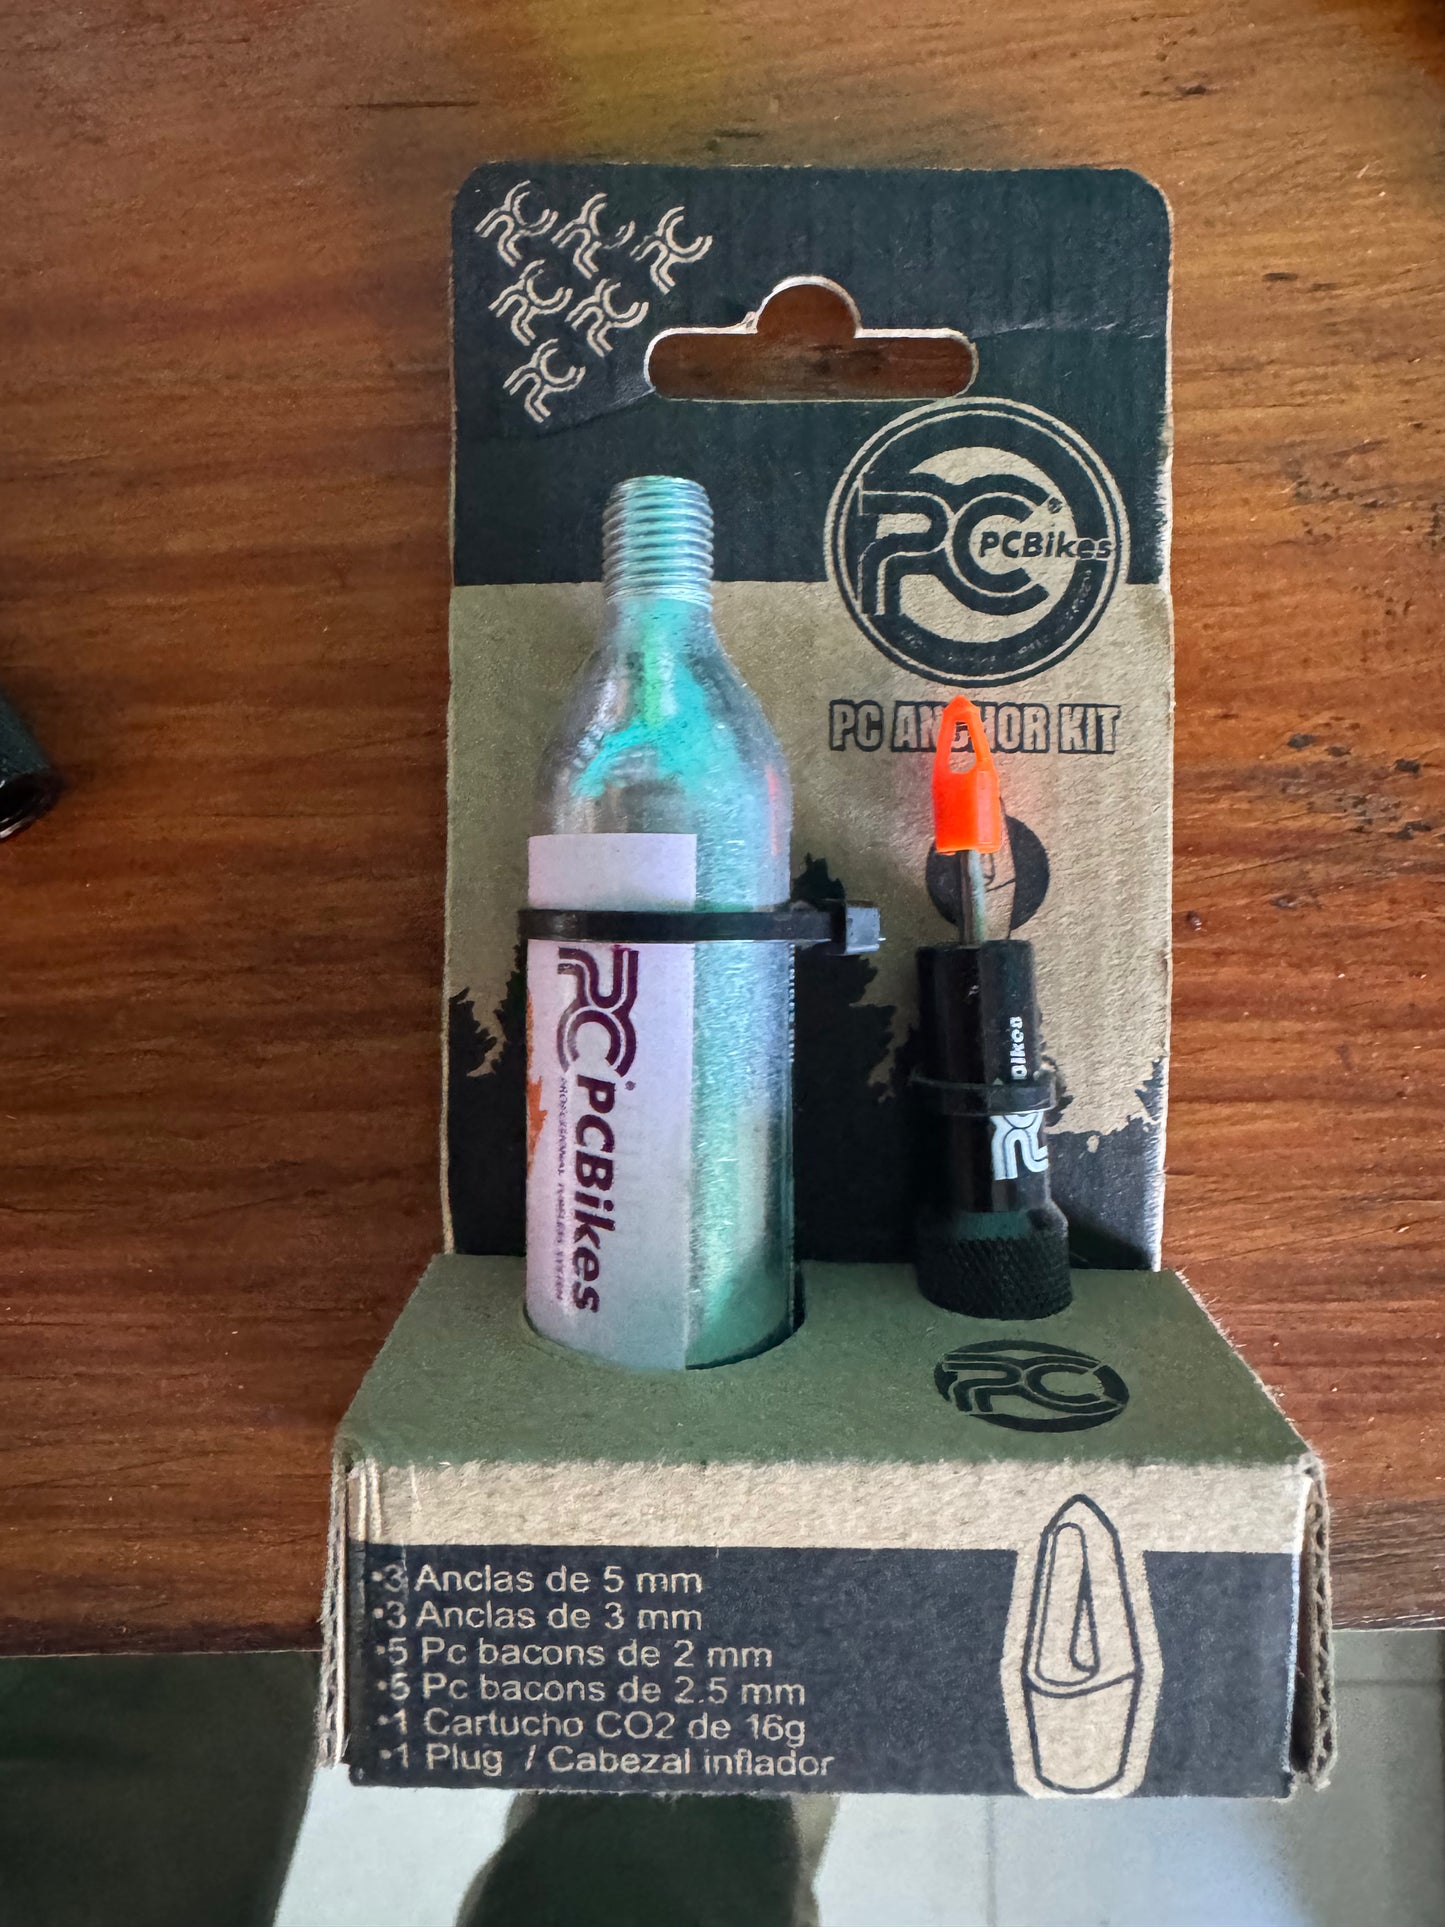 PC
PCBikes
PC ANCHOR KIT
PC PCBikes
Bikes
PC
PC
•3 Anclas de 5 mm
•3 Anclas de 3 mm
•5 Pc bacons de 2 mm
•5 Pc bacons de 2.5 mm
•1 Cartucho CO2 de 16g
•1 Plug / Cabezal inflador